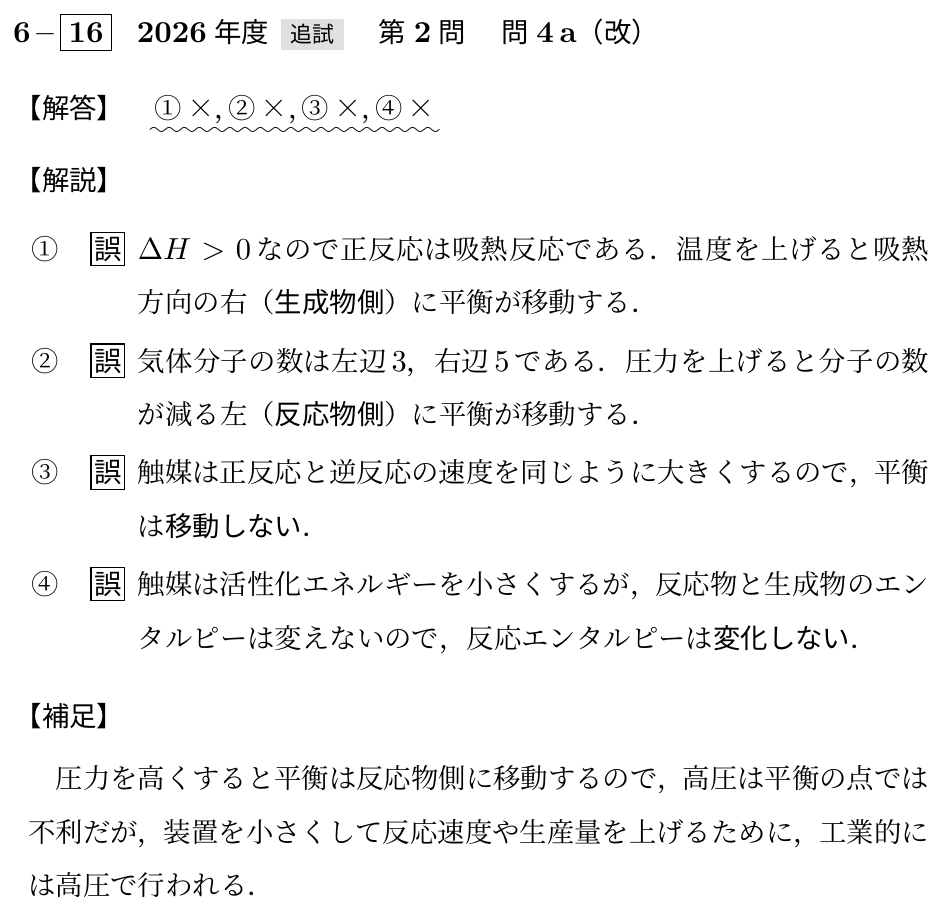 6–16 2026 年度 追試 第 2 問 問 4 a（改）
【解答】 ① ×, ② ×, ③ ×, ④ ×
【解説】
① 誤 ΔH > 0 なので正反応は吸熱反応である．温度を上げると吸熱
方向の右（生成物側）に平衡が移動する．
② 誤 気体分子の数は左辺 3，右辺 5 である．圧力を上げると分子の数
が減る左（反応物側）に平衡が移動する．
③ 誤 触媒は正反応と逆反応の速度を同じように大きくするので，平衡
は移動しない．
④ 誤 触媒は活性化エネルギーを小さくするが，反応物と生成物のエン
タルピーは変えないので，反応エンタルピーは変化しない．
【補足】
圧力を高くすると平衡は反応物側に移動するので，高圧は平衡の点では
不利だが，装置を小さくして反応速度や生産量を上げるために，工業的に
は高圧で行われる．